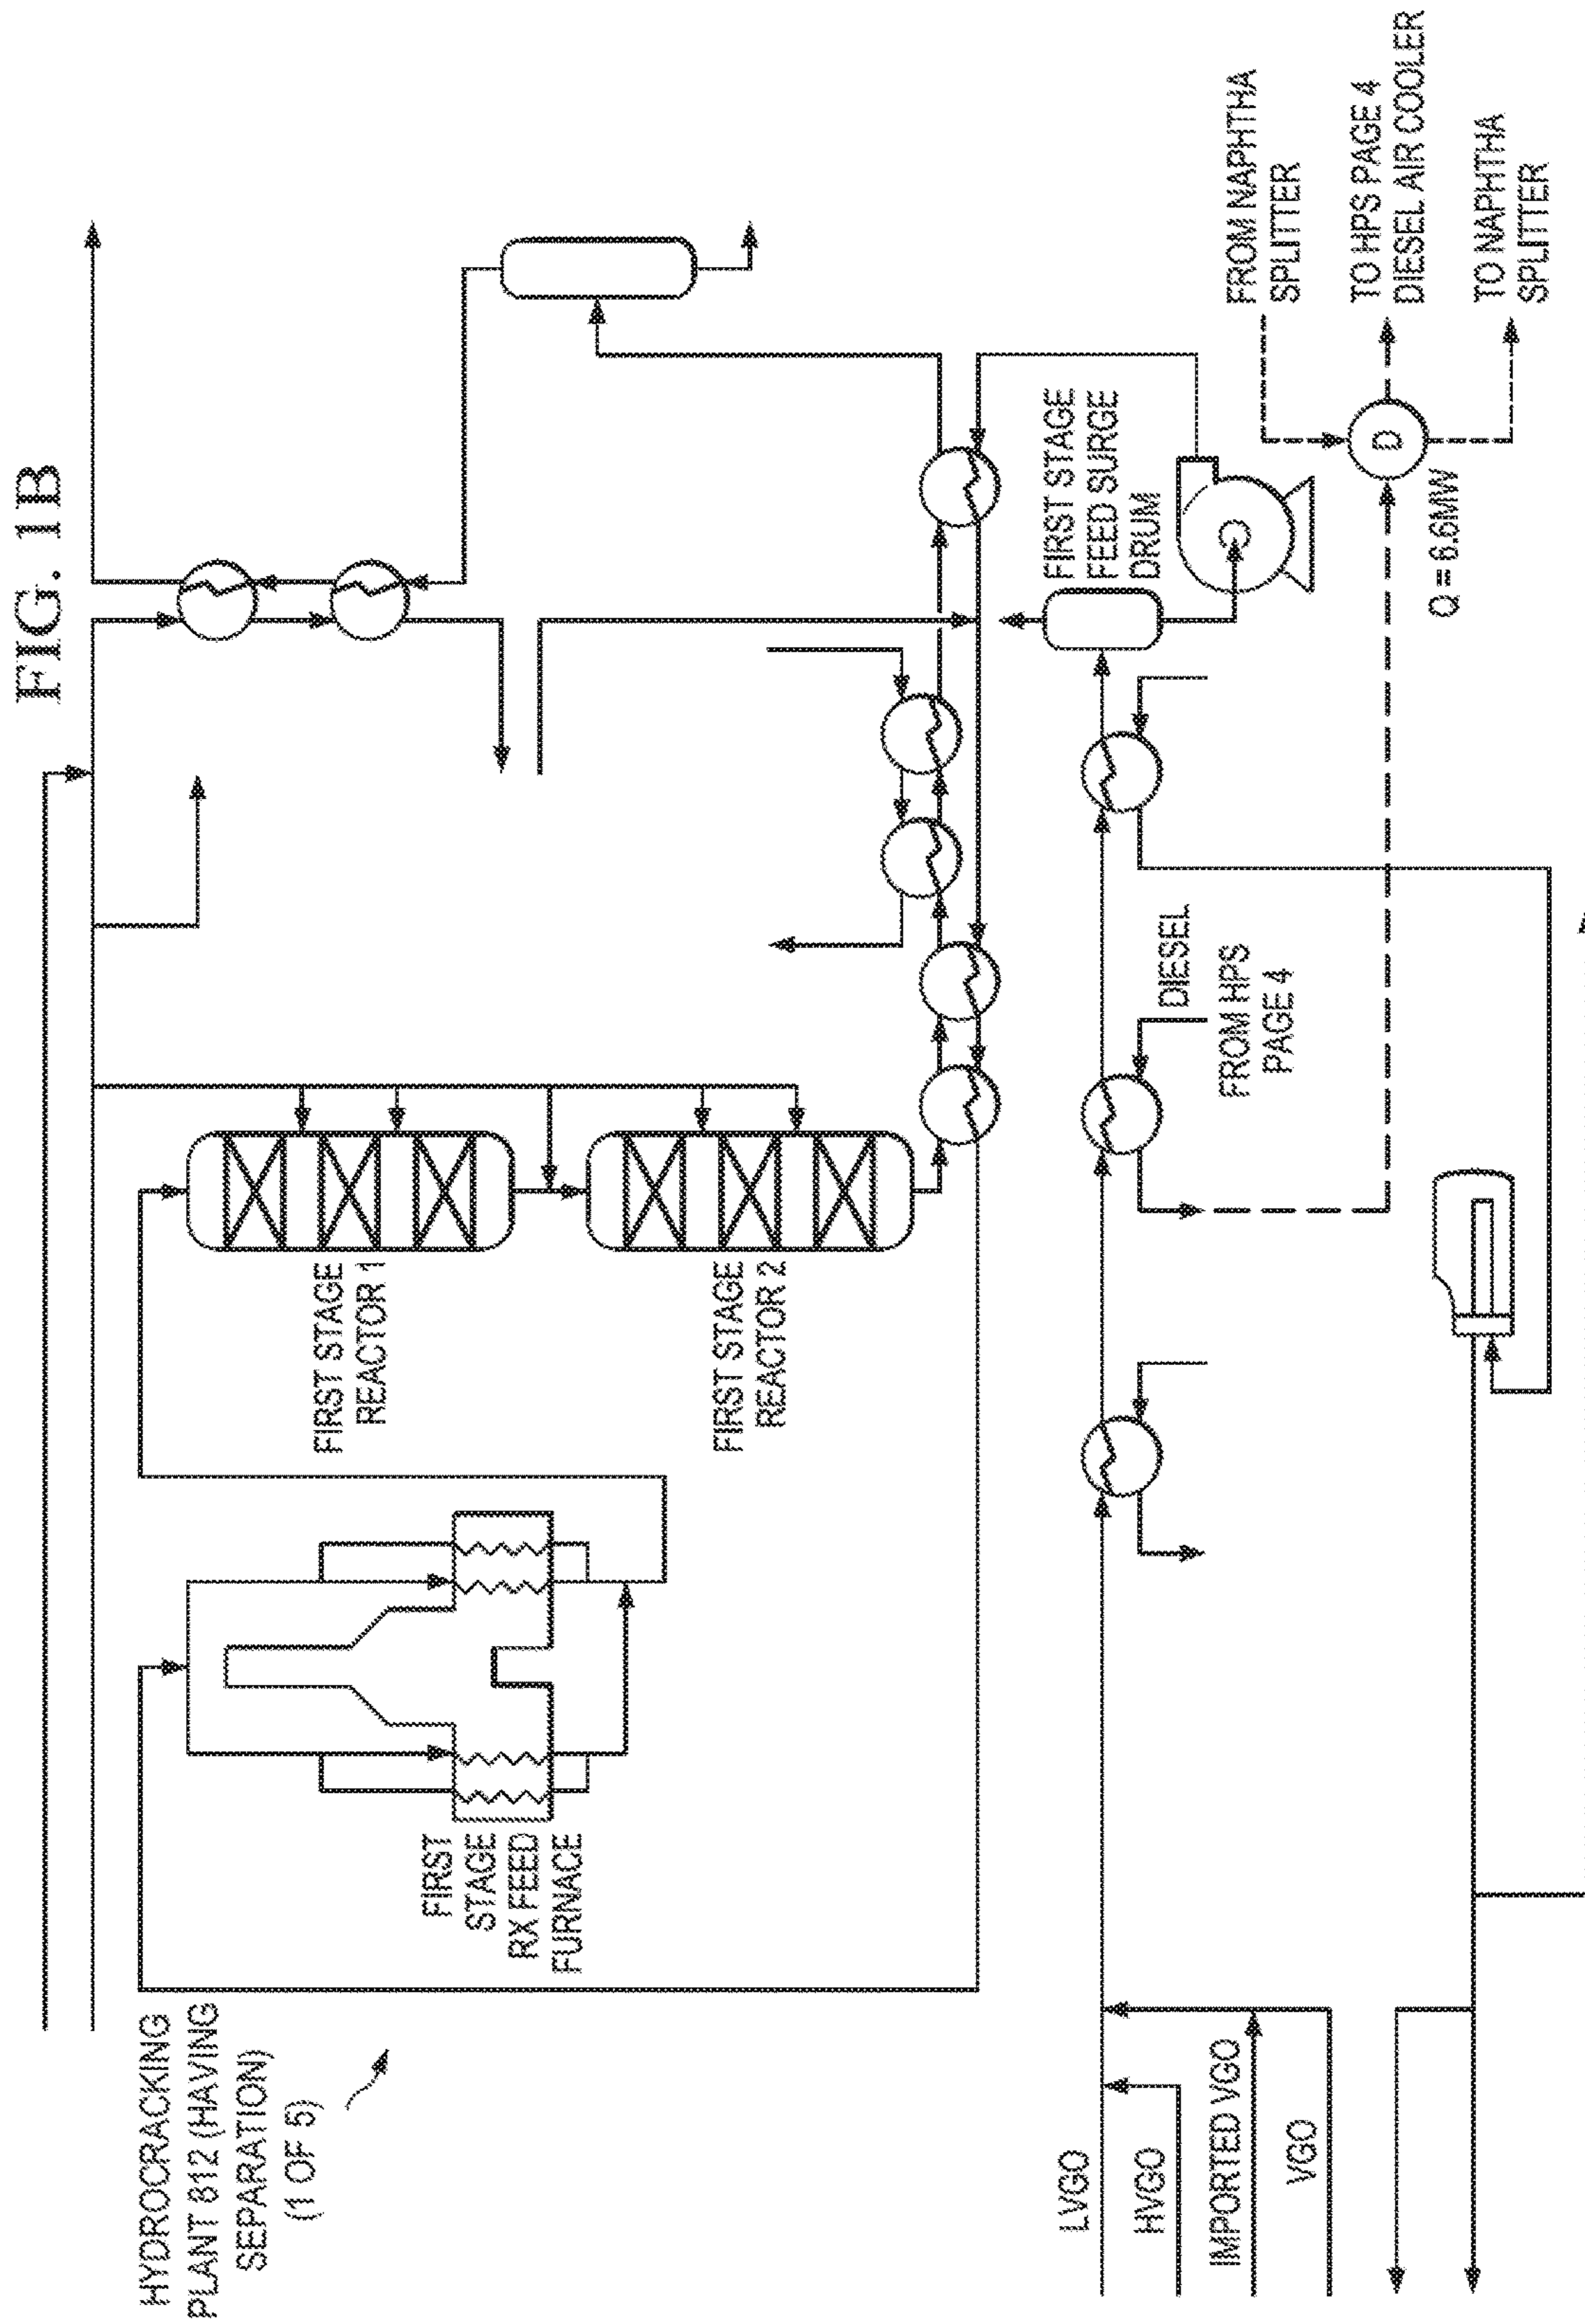 FIG. 1B
HYDROCRACKING
PLANT 812 (HAVING
SEPARATION)
(1 OF 5)
FIRST
STAGE
RX FEED
FURNACE
FIRST STAGE
REACTOR 1
FIRST STAGE
REACTOR 2
FIRST STAGE
FEED SURGE
DRUM
LVGO
HVGO
IMPORTED VGO
VGO
DIESEL
FROM HPS
PAGE 4
FROM NAPHTHA
SPLITTER
TO HPS PAGE 4
DIESEL AIR COOLER
TO NAPHTHA
SPLITTER
D
Q = 6.6MW